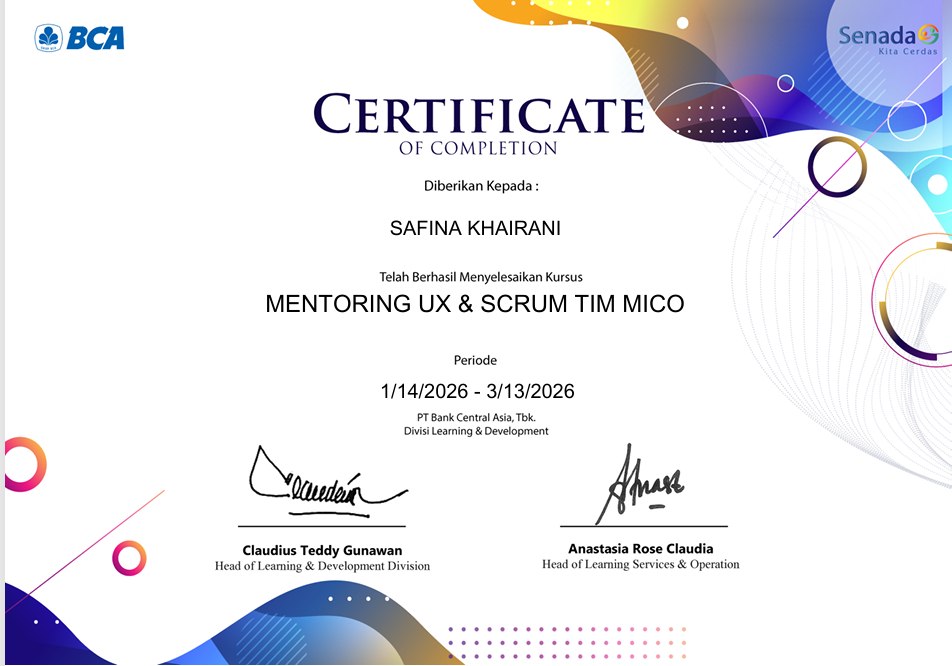 BCA
Senada
Kita Cerdas
CERTIFICATE
OF COMPLETION
Diberikan Kepada :
SAFINA KHAIRANI
Telah Berhasil Menyelesaikan Kursus
MENTORING UX & SCRUM TIM MICO
Periode
1/14/2026 - 3/13/2026
PT Bank Central Asia, Tbk.
Divisi Learning & Development
Claudius Teddy Gunawan
Head of Learning & Development Division
Anastasia Rose Claudia
Head of Learning Services & Operation